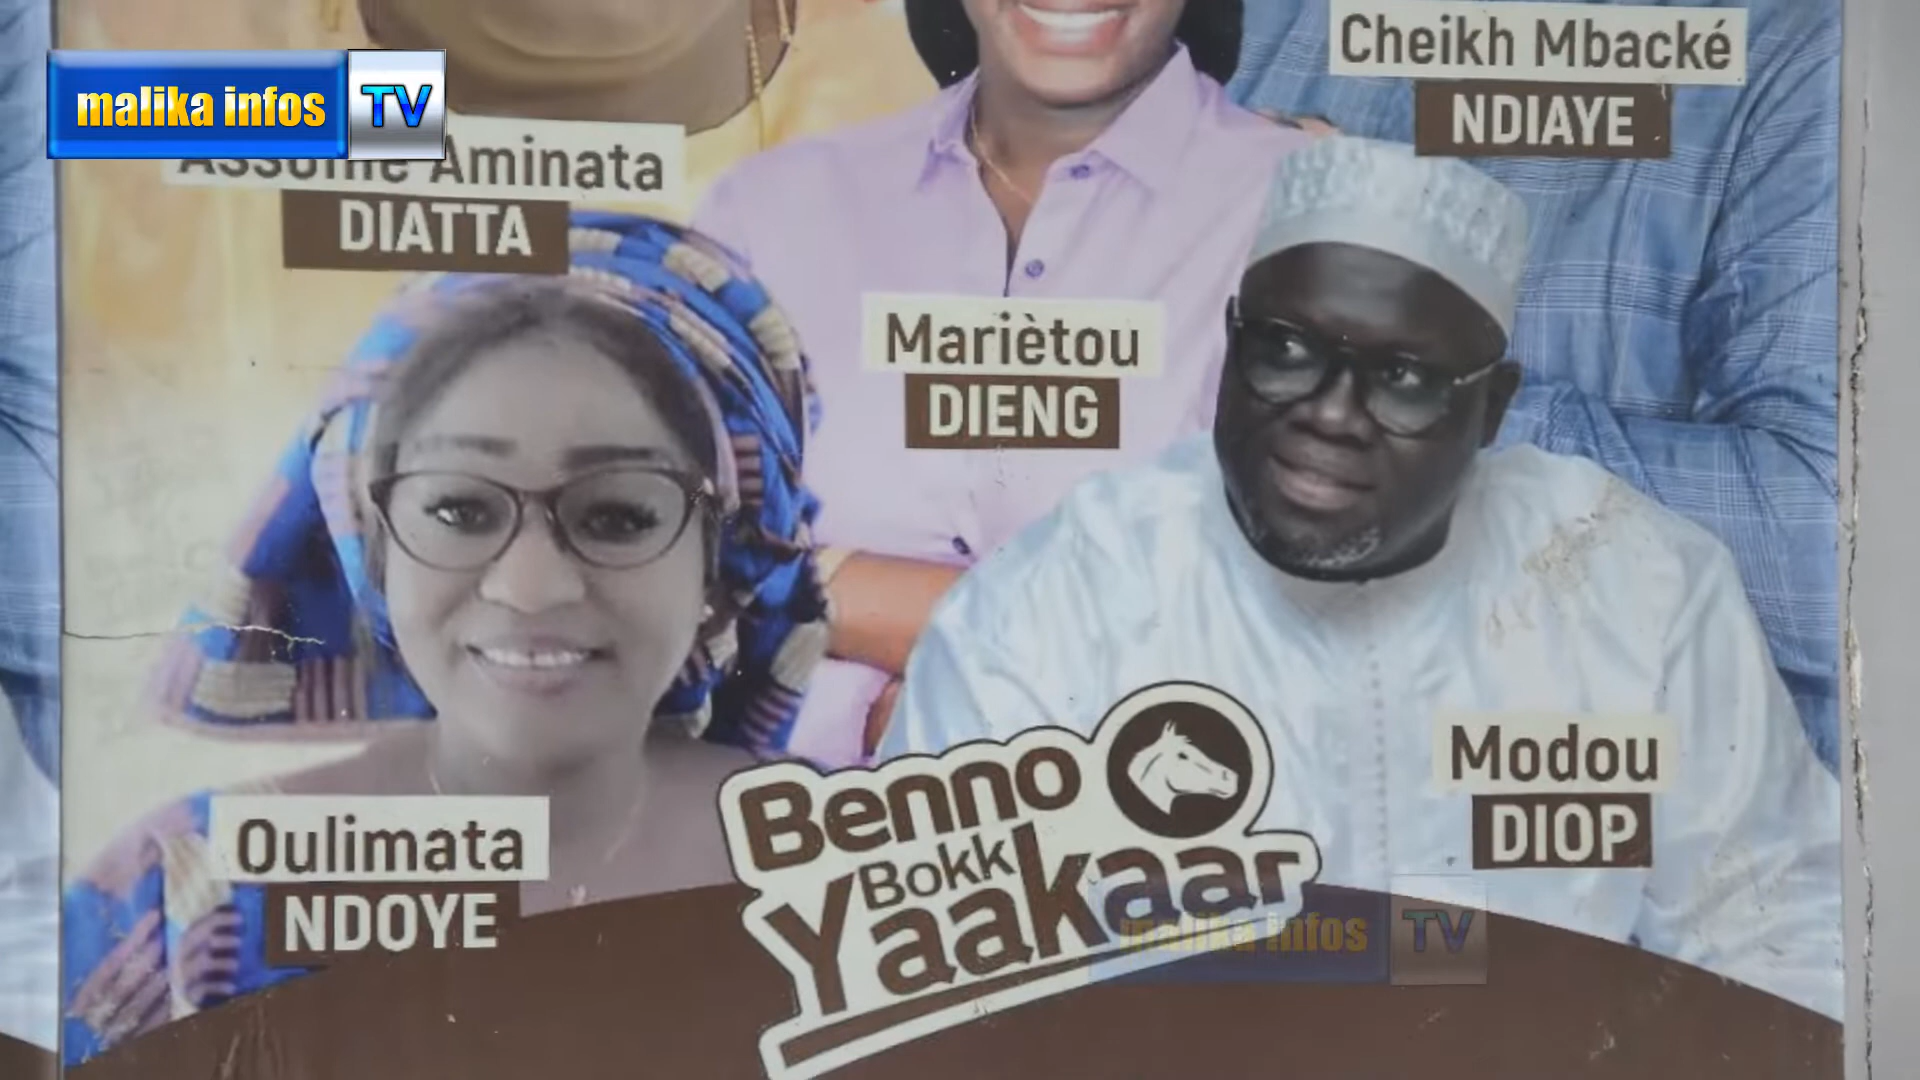 malika infos TV
Cheikh Mbacké
NDIAYE
Aminata
DIATTA
Mariètou
DIENG
Modou
DIOP
Oulimata
NDOYE
Benno
Bokk
Yaakaar
malika infos TV